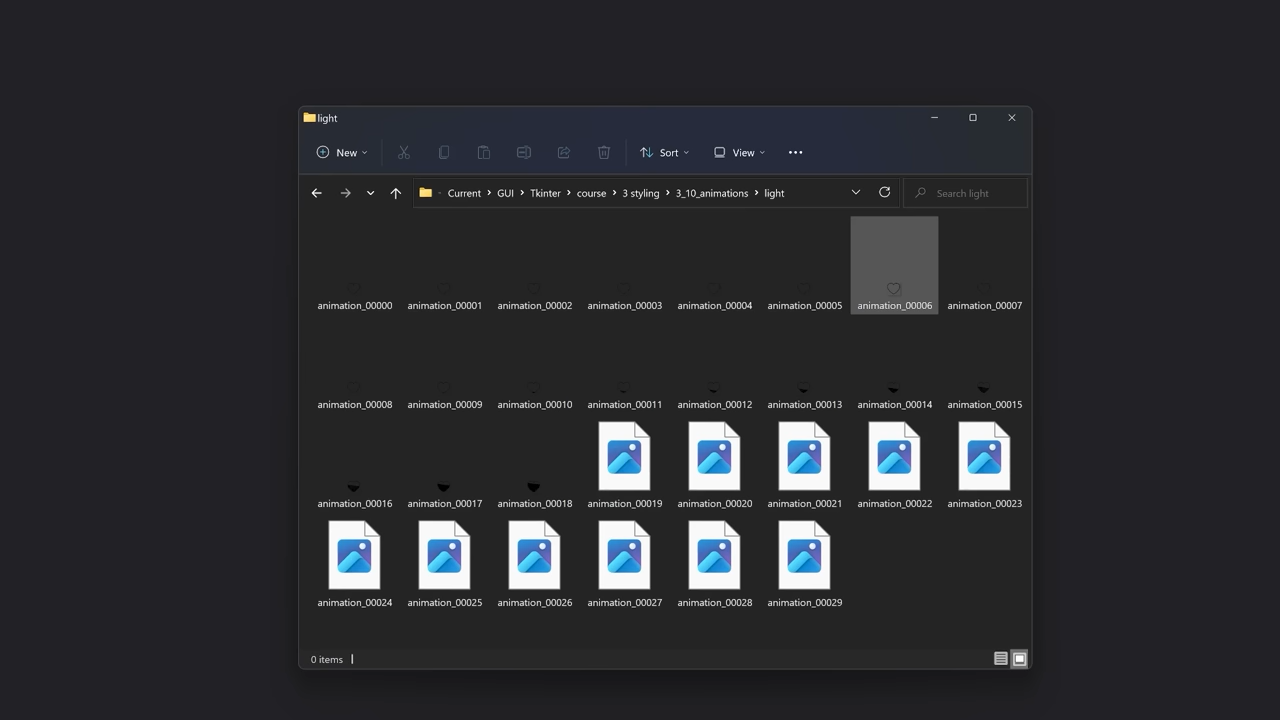 light
New Sort View
Current GUI Tkinter course 3 styling 3_10_animations light Search light
animation_00000 animation_00001 animation_00002 animation_00003 animation_00004 animation_00005 animation_00006 animation_00007
animation_00008 animation_00009 animation_00010 animation_00011 animation_00012 animation_00013 animation_00014 animation_00015
animation_00016 animation_00017 animation_00018 animation_00019 animation_00020 animation_00021 animation_00022 animation_00023
animation_00024 animation_00025 animation_00026 animation_00027 animation_00028 animation_00029
0 items